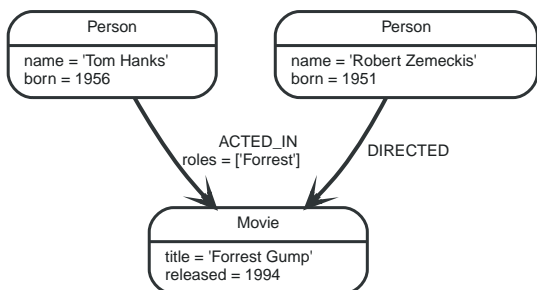 Person
name = 'Tom Hanks'
born = 1956
Person
name = 'Robert Zemeckis'
born = 1951
ACTED_IN
roles = ['Forrest']
DIRECTED
Movie
title = 'Forrest Gump'
released = 1994